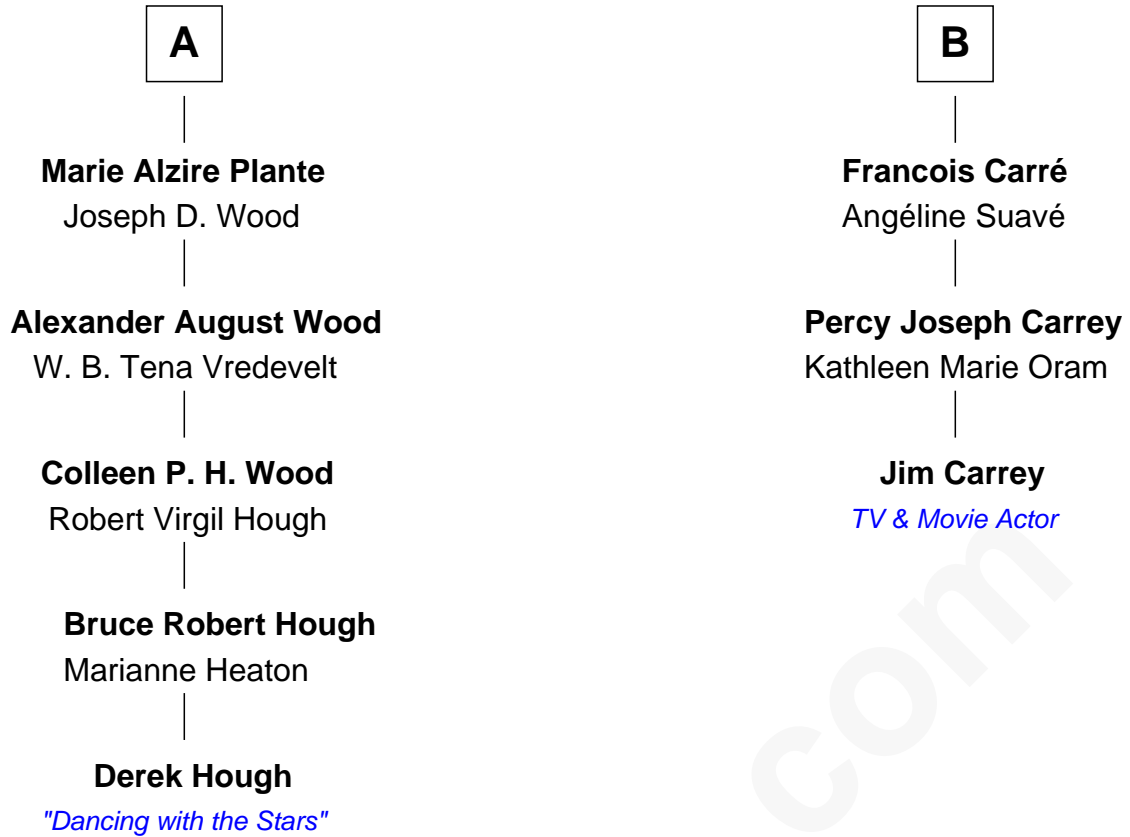 A
Marie Alzire Plante
Joseph D. Wood
Alexander August Wood
W. B. Tena Vredevelt
Colleen P. H. Wood
Robert Virgil Hough
Bruce Robert Hough
Marianne Heaton
Derek Hough
"Dancing with the Stars"
B
Francois Carré
Angéline Suavé
Percy Joseph Carrey
Kathleen Marie Oram
Jim Carrey
TV & Movie Actor
com